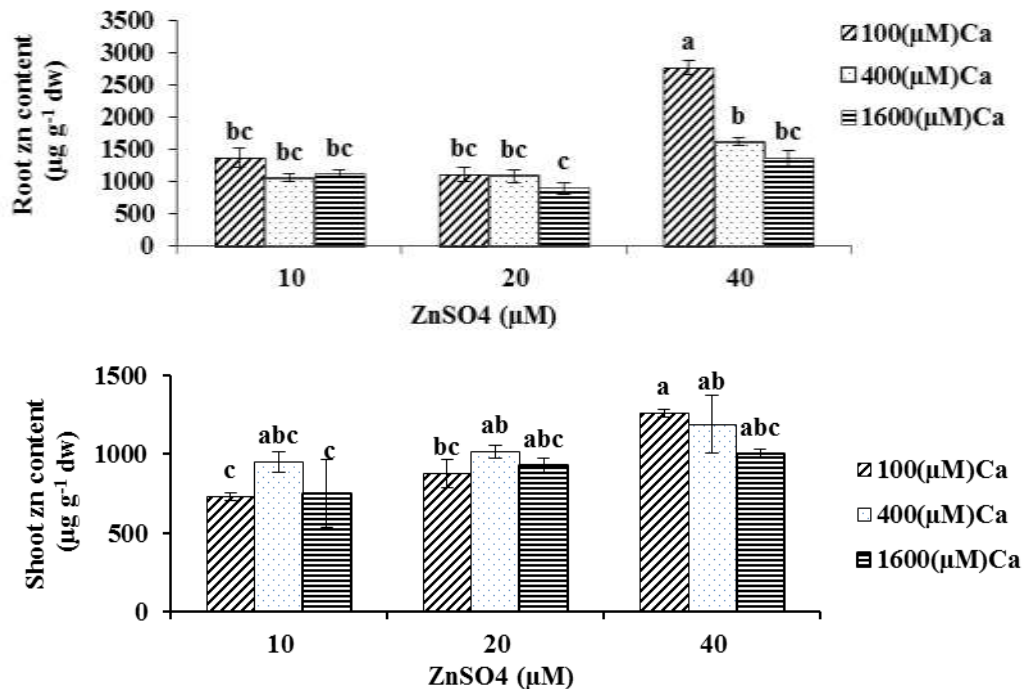 Root zn content
(µg g⁻¹ dw)
3500
3000
2500
2000
1500
1000
500
0
bc
bc
bc
bc
bc
c
a
b
bc
10
20
40
ZnSO4 (µM)
100(µM)Ca
400(µM)Ca
1600(µM)Ca
Shoot zn content
(µg g⁻¹ dw)
1500
1000
500
0
c
abc
c
bc
ab
abc
a
ab
abc
10
20
40
ZnSO4 (µM)
100(µM)Ca
400(µM)Ca
1600(µM)Ca